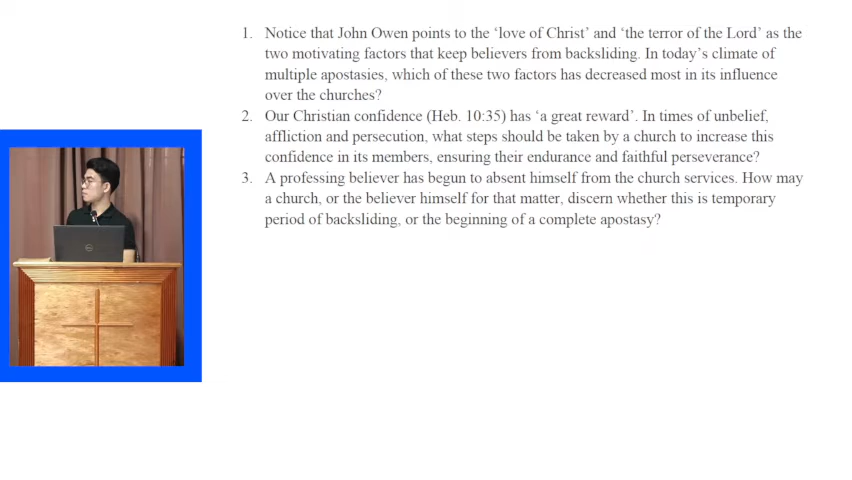 1. Notice that John Owen points to the ‘love of Christ’ and ‘the terror of the Lord’ as the
two motivating factors that keep believers from backsliding. In today’s climate of
multiple apostasies, which of these two factors has decreased most in its influence
over the churches?
2. Our Christian confidence (Heb. 10:35) has ‘a great reward’. In times of unbelief,
affliction and persecution, what steps should be taken by a church to increase this
confidence in its members, ensuring their endurance and faithful perseverance?
3. A professing believer has begun to absent himself from the church services. How may
a church, or the believer himself for that matter, discern whether this is temporary
period of backsliding, or the beginning of a complete apostasy?